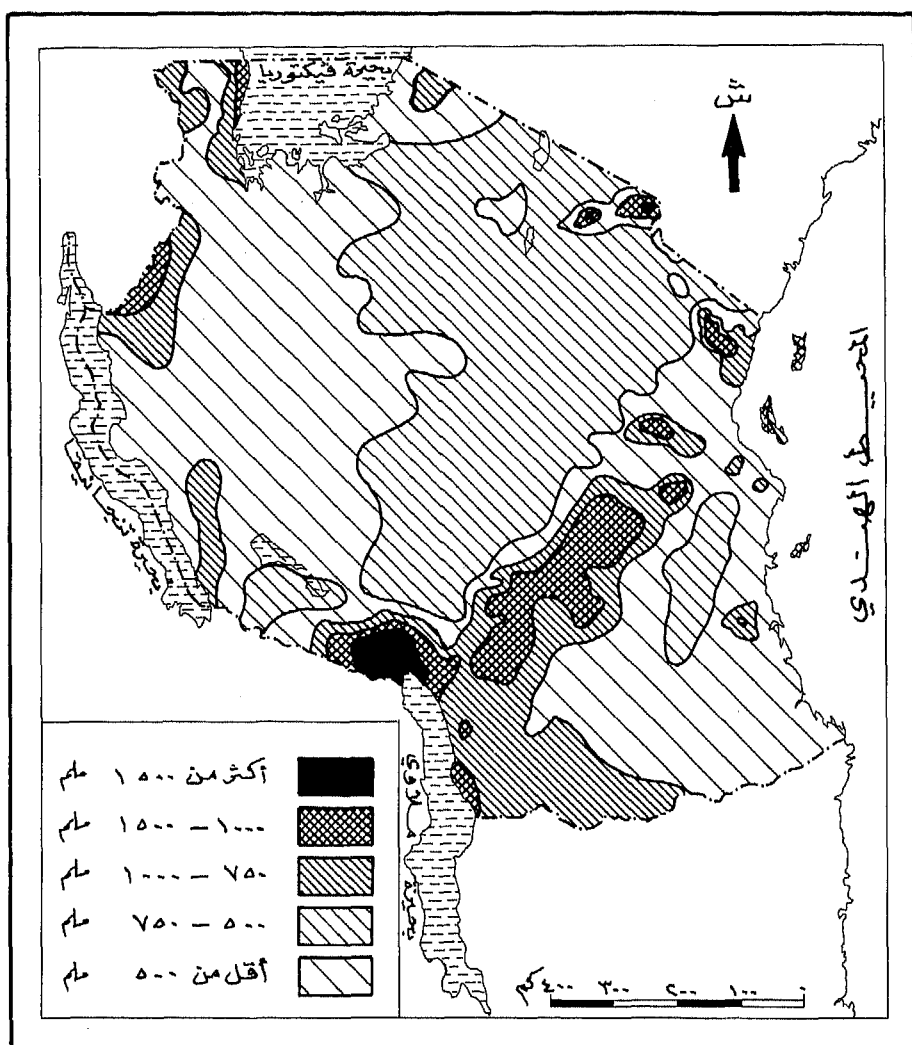 بحيرة فيكتوريا
المحيط الهندي
بحيرة تنجانيقا
بحيرة ملاوي
أكثر من ١٥٠٠ ملم
١٠٠٠ – ١٥٠٠ ملم
٧٥٠ – ١٠٠٠ ملم
٥٠٠ – ٧٥٠ ملم
أقل من ٥٠٠ ملم
٠ ١٠٠ ٢٠٠ ٣٠٠ ٤٠٠ كم